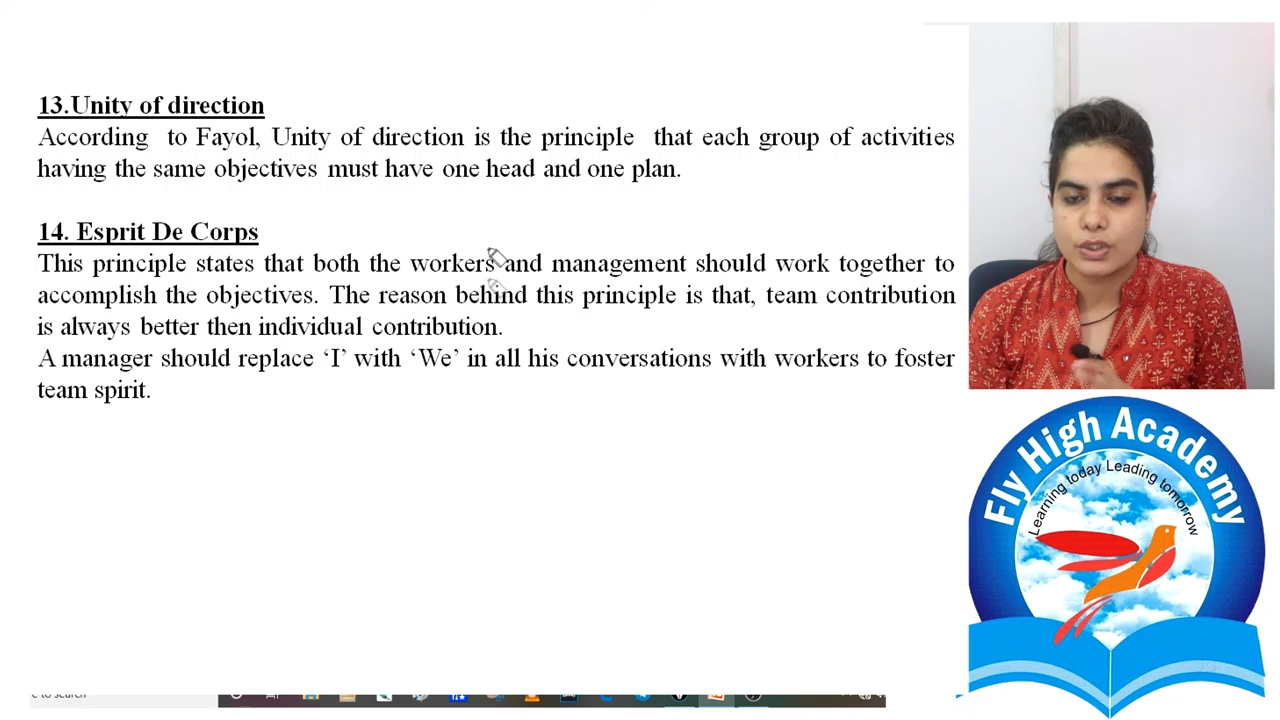 13.Unity of direction
According to Fayol, Unity of direction is the principle that each group of activities
having the same objectives must have one head and one plan.
14. Esprit De Corps
This principle states that both the workers and management should work together to
accomplish the objectives. The reason behind this principle is that, team contribution
is always better then individual contribution.
A manager should replace ‘I’ with ‘We’ in all his conversations with workers to foster
team spirit.
Fly High Academy
Learning today Leading tomorrow
e to search